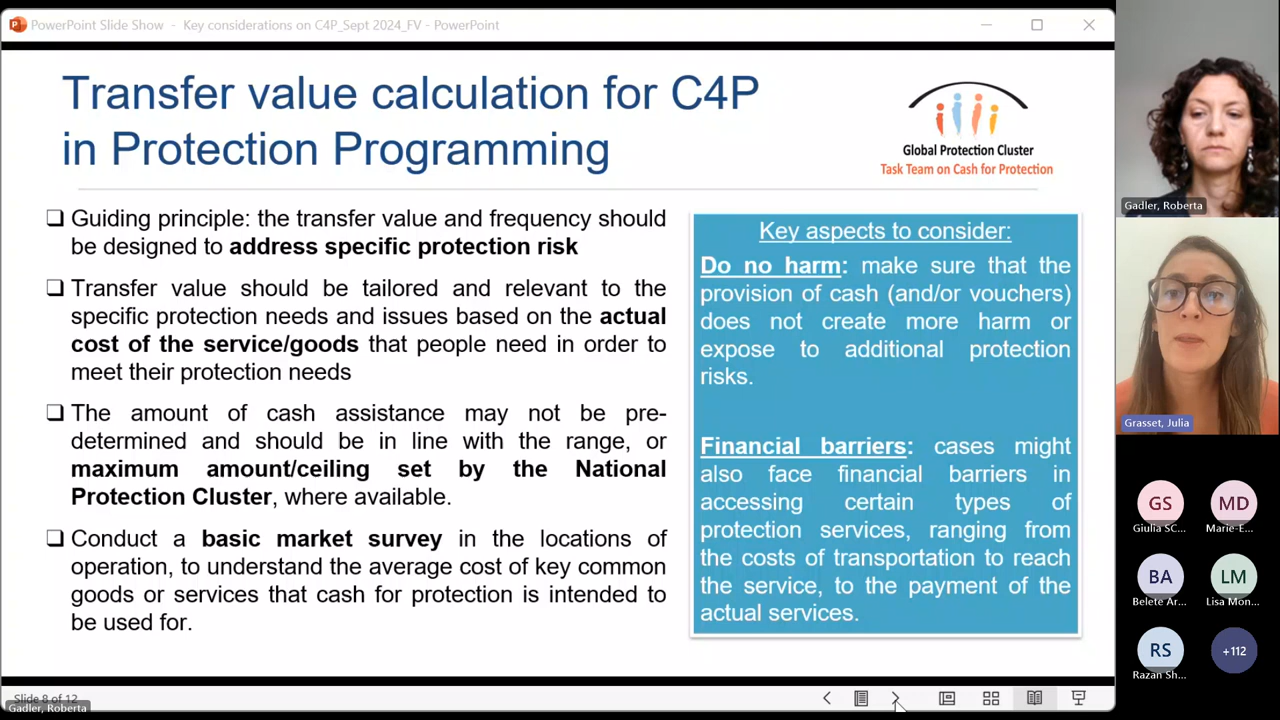 PowerPoint Slide Show - Key considerations on C4P_Sept 2024_FV - PowerPoint
Transfer value calculation for C4P
in Protection Programming
Global Protection Cluster
Task Team on Cash for Protection
❑ Guiding principle: the transfer value and frequency should
be designed to address specific protection risk
❑ Transfer value should be tailored and relevant to the
specific protection needs and issues based on the actual
cost of the service/goods that people need in order to
meet their protection needs
❑ The amount of cash assistance may not be pre-
determined and should be in line with the range, or
maximum amount/ceiling set by the National
Protection Cluster, where available.
❑ Conduct a basic market survey in the locations of
operation, to understand the average cost of key common
goods or services that cash for protection is intended to
be used for.
Key aspects to consider:
Do no harm: make sure that the
provision of cash (and/or vouchers)
does not create more harm or
expose to additional protection
risks.
Financial barriers: cases might
also face financial barriers in
accessing certain types of
protection services, ranging from
the costs of transportation to reach
the service, to the payment of the
actual services.
Slide 8 of 12
Gadler, Roberta
Gadler, Roberta
Grasset, Julia
GS
Giulia SC...
MD
Marie-E...
BA
Belete Ar...
LM
Lisa Mon...
RS
Razan Sh...
+112